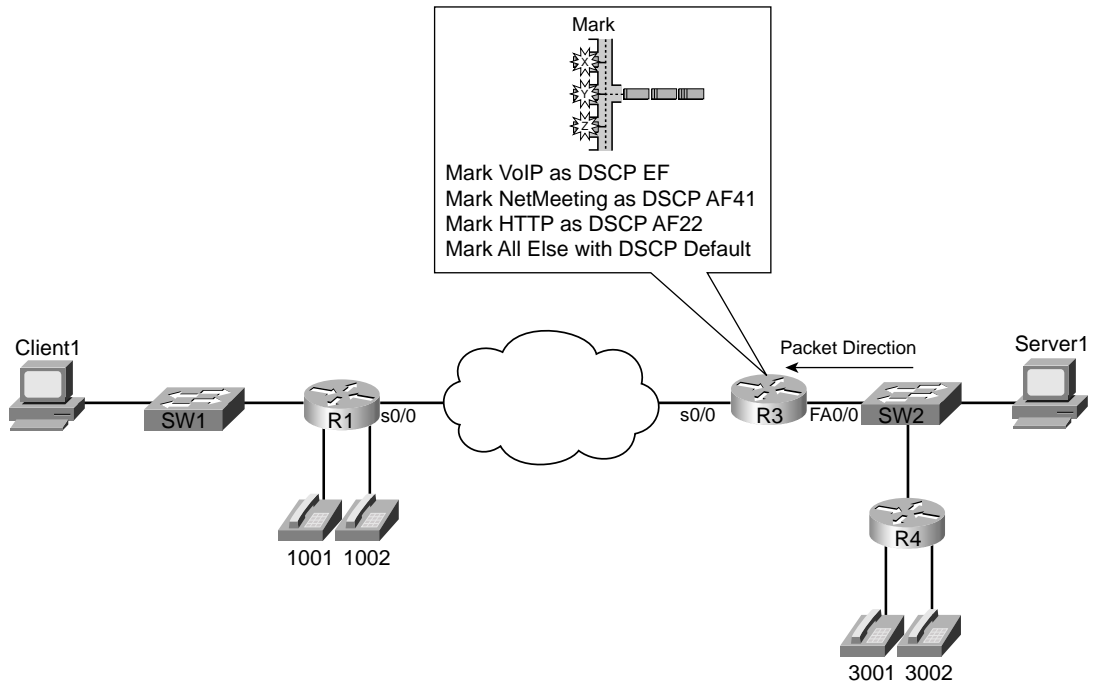 Mark
X
Y
Z
Mark VoIP as DSCP EF
Mark NetMeeting as DSCP AF41
Mark HTTP as DSCP AF22
Mark All Else with DSCP Default
Client1
Packet Direction
Server1
SW1
R1
s0/0
s0/0
R3
FA0/0
SW2
1001 1002
R4
3001 3002